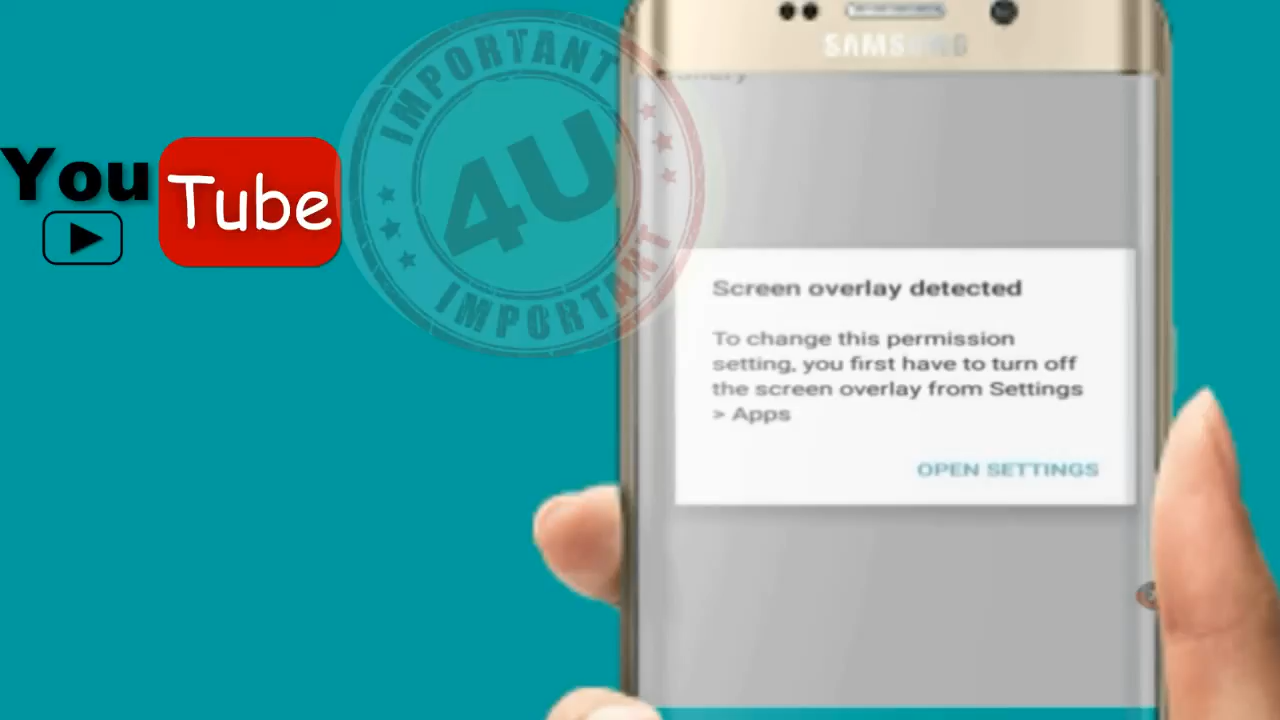 You
Tube
IMPORTANT
4U
IMPORTANT
SAMSUNG
Screen overlay detected
To change this permission
setting, you first have to turn off
the screen overlay from Settings
> Apps
OPEN SETTINGS